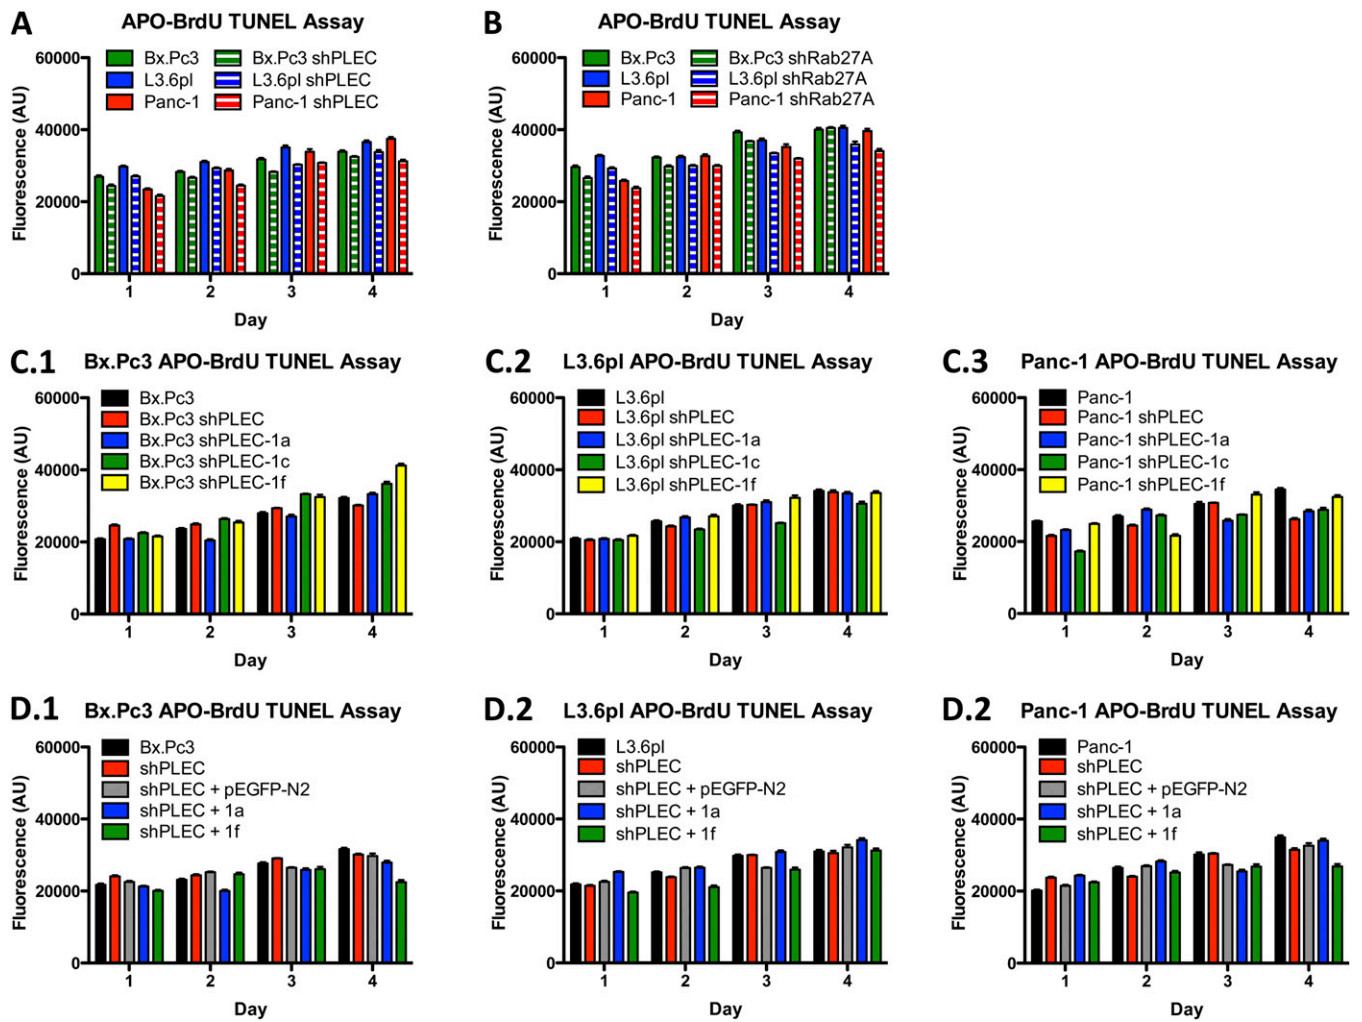 A APO-BrdU TUNEL Assay
Bx.Pc3 Bx.Pc3 shPLEC
L3.6pl L3.6pl shPLEC
Panc-1 Panc-1 shPLEC
Fluorescence (AU)
60000
40000
20000
0
1 2 3 4
Day
B APO-BrdU TUNEL Assay
Bx.Pc3 Bx.Pc3 shRab27A
L3.6pl L3.6pl shRab27A
Panc-1 Panc-1 shRab27A
Fluorescence (AU)
60000
40000
20000
0
1 2 3 4
Day
C.1 Bx.Pc3 APO-BrdU TUNEL Assay
Bx.Pc3
Bx.Pc3 shPLEC
Bx.Pc3 shPLEC-1a
Bx.Pc3 shPLEC-1c
Bx.Pc3 shPLEC-1f
Fluorescence (AU)
60000
40000
20000
0
1 2 3 4
Day
C.2 L3.6pl APO-BrdU TUNEL Assay
L3.6pl
L3.6pl shPLEC
L3.6pl shPLEC-1a
L3.6pl shPLEC-1c
L3.6pl shPLEC-1f
Fluorescence (AU)
60000
40000
20000
0
1 2 3 4
Day
C.3 Panc-1 APO-BrdU TUNEL Assay
Panc-1
Panc-1 shPLEC
Panc-1 shPLEC-1a
Panc-1 shPLEC-1c
Panc-1 shPLEC-1f
Fluorescence (AU)
60000
40000
20000
0
1 2 3 4
Day
D.1 Bx.Pc3 APO-BrdU TUNEL Assay
Bx.Pc3
shPLEC
shPLEC + pEGFP-N2
shPLEC + 1a
shPLEC + 1f
Fluorescence (AU)
60000
40000
20000
0
1 2 3 4
Day
D.2 L3.6pl APO-BrdU TUNEL Assay
L3.6pl
shPLEC
shPLEC + pEGFP-N2
shPLEC + 1a
shPLEC + 1f
Fluorescence (AU)
60000
40000
20000
0
1 2 3 4
Day
D.2 Panc-1 APO-BrdU TUNEL Assay
Panc-1
shPLEC
shPLEC + pEGFP-N2
shPLEC + 1a
shPLEC + 1f
Fluorescence (AU)
60000
40000
20000
0
1 2 3 4
Day